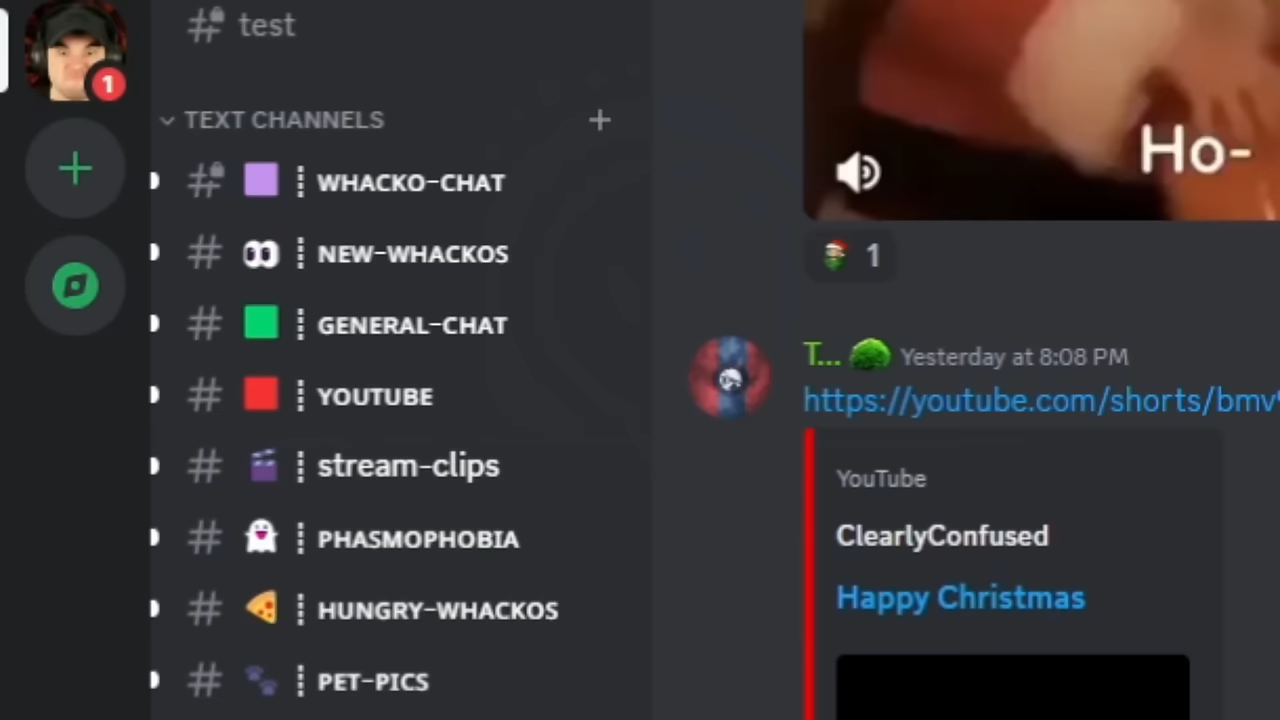 test
1
TEXT CHANNELS
WHACKO-CHAT
NEW-WHACKOS
GENERAL-CHAT
YOUTUBE
stream-clips
PHASMOPHOBIA
HUNGRY-WHACKOS
PET-PICS
Ho-
1
T... Yesterday at 8:08 PM
https://youtube.com/shorts/bmv
YouTube
ClearlyConfused
Happy Christmas